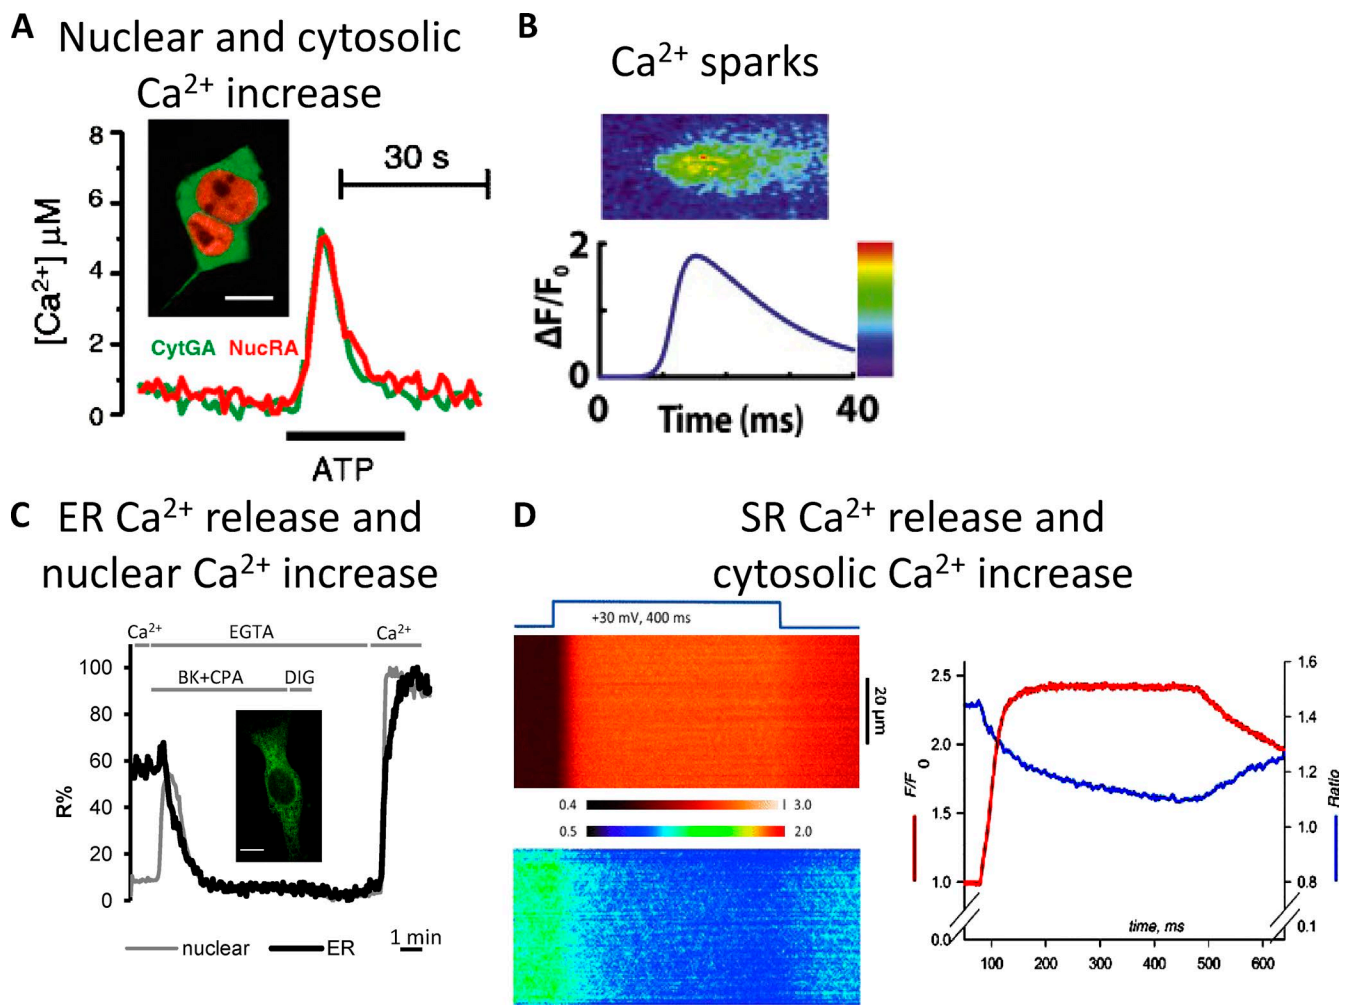 A Nuclear and cytosolic
Ca2+ increase
8
6
4
2
0
[Ca2+] µM
30 s
CytGA NucRA
ATP
B
Ca2+ sparks
2
0
ΔF/F0
0 Time (ms) 40
C ER Ca2+ release and
nuclear Ca2+ increase
Ca2+ EGTA Ca2+
BK+CPA DIG
100
80
60
40
20
0
R%
1 min
nuclear ER
D SR Ca2+ release and
cytosolic Ca2+ increase
+30 mV, 400 ms
20 µm
0.4 3.0
0.5 2.0
2.5
2.0
1.5
1.0
0.0
F/F0
1.6
1.4
1.2
1.0
0.8
0.1
Ratio
time, ms
100 200 300 400 500 600